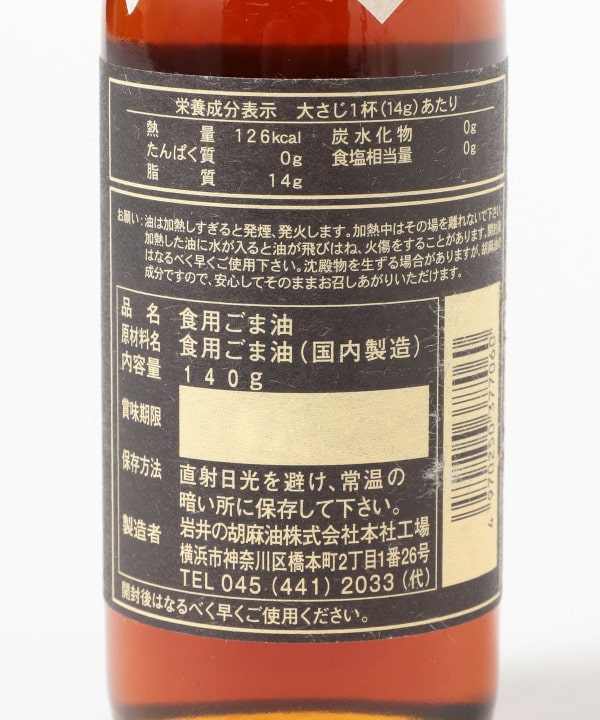 栄養成分表示 大さじ1杯(14g)あたり
熱量 126kcal 炭水化物 0g
たんぱく質 0g 食塩相当量 0g
脂質 14g
お願い:油は加熱しすぎると発煙、発火します。加熱中はその場を離れないで下さい。
加熱した油に水が入ると油が飛びはね、火傷をすることがあります。開封後
はなるべく早くご使用下さい。沈殿物を生ずる場合がありますが、胡麻油の
成分ですので、安心してそのままお召しあがりいただけます。
品名 食用ごま油
原材料名 食用ごま油(国内製造)
内容量 140g
賞味期限
保存方法 直射日光を避け、常温の
暗い所に保存して下さい。
製造者 岩井の胡麻油株式会社本社工場
横浜市神奈川区橋本町2丁目1番26号
TEL 045(441)2033(代)
開封後はなるべく早くご使用ください。
4970250377060